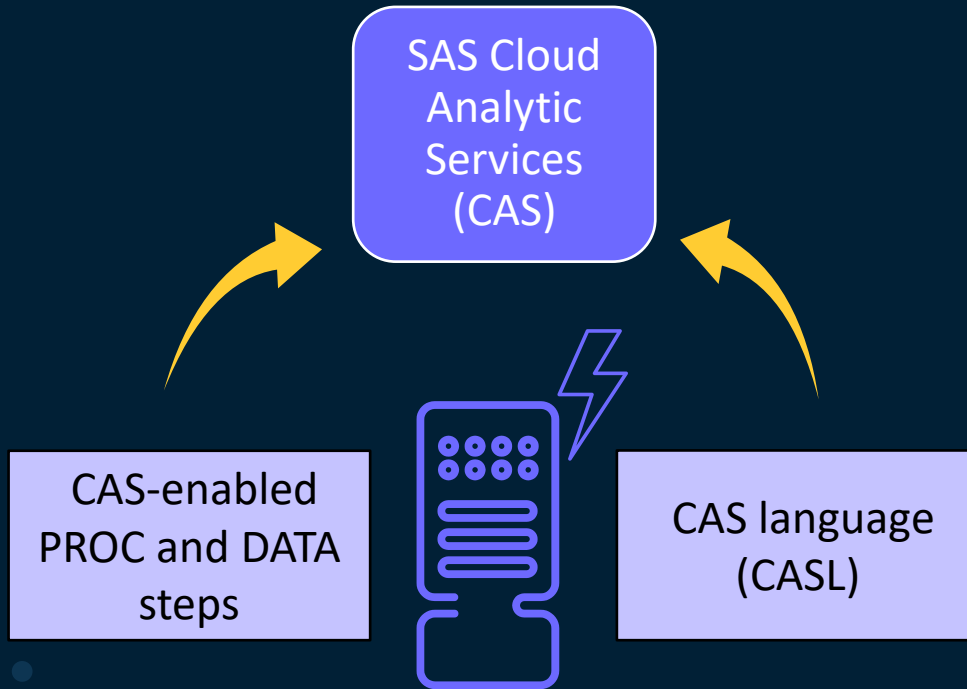 SAS Cloud
Analytic
Services
(CAS)
CAS-enabled
PROC and DATA
steps
CAS language
(CASL)